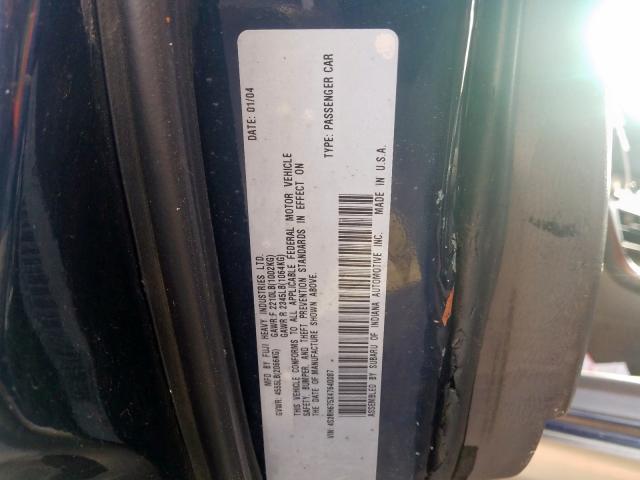 MFD BY FUJI HEAVY INDUSTRIES LTD. DATE: 01/04
GVWR: 4555LB(2066KG) GAWR:F 2210LB(1002KG)
GAWR:R 2345LB(1064KG)
THIS VEHICLE CONFORMS TO ALL APPLICABLE FEDERAL MOTOR VEHICLE
SAFETY, BUMPER, AND THEFT PREVENTION STANDARDS IN EFFECT ON
THE DATE OF MANUFACTURE SHOWN ABOVE.
VIN: TYPE: PASSENGER CAR
ASSEMBLED BY SUBARU OF INDIANA AUTOMOTIVE INC. MADE IN U.S.A.